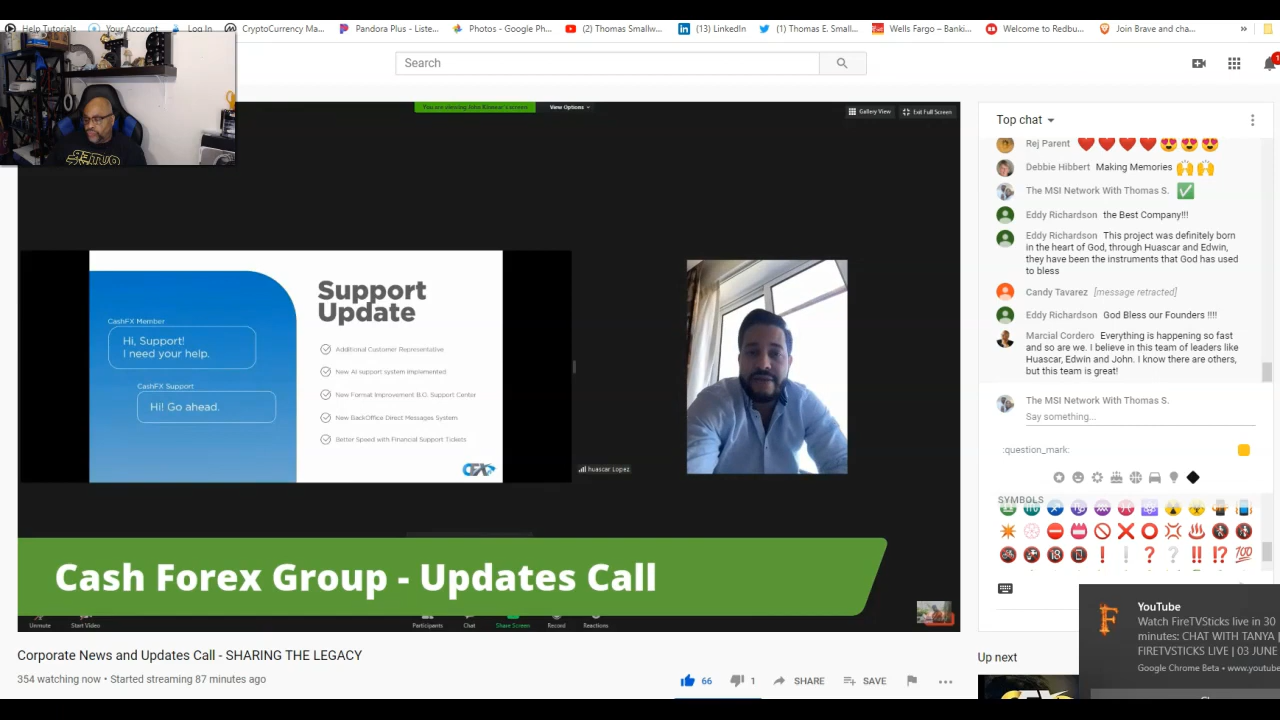 Help Tutorials
Your Account
Log In
CryptoCurrency Ma...
Pandora Plus - Liste...
Photos - Google Ph...
(2) Thomas Smallw...
(13) LinkedIn
(1) Thomas E. Small...
Wells Fargo – Banki...
Welcome to Redbu...
Join Brave and cha...
»
Search
1
You are viewing John Kloosar's screen
View Options
Gallery View
Exit Full Screen
Support
Update
CashFX Member
Hi, Support!
I need your help.
CashFX Support
Hi! Go ahead.
Additional Customer Representative
New AI support system Implemented
New Format Improvement B.O. Support Center
New BackOffice Direct Messages System
Better Speed with Financial Support Tickets
CFX
huascar Lopez
Cash Forex Group - Updates Call
Unmute
Start Video
Participants
Chat
Share Screen
Record
Reactions
Corporate News and Updates Call - SHARING THE LEGACY
354 watching now • Started streaming 87 minutes ago
66
1
SHARE
SAVE
Top chat
Rej Parent
Debbie Hibbert Making Memories
The MSI Network With Thomas S.
Eddy Richardson the Best Company!!!
Eddy Richardson This project was definitely born
in the heart of God, through Huascar and Edwin,
they have been the instruments that God has used
to bless
Candy Tavarez [message retracted]
Eddy Richardson God Bless our Founders !!!!
Marcial Cordero Everything is happening so fast
and so are we. I believe in this team of leaders like
Huascar, Edwin and John. I know there are others,
but this team is great!
The MSI Network With Thomas S.
Say something...
:question_mark:
SYMBOLS
Up next
YouTube
Watch FireTVSticks live in 30
minutes: CHAT WITH TANYA |
FIRETVSTICKS LIVE | 03 JUNE
Google Chrome Beta • www.youtube